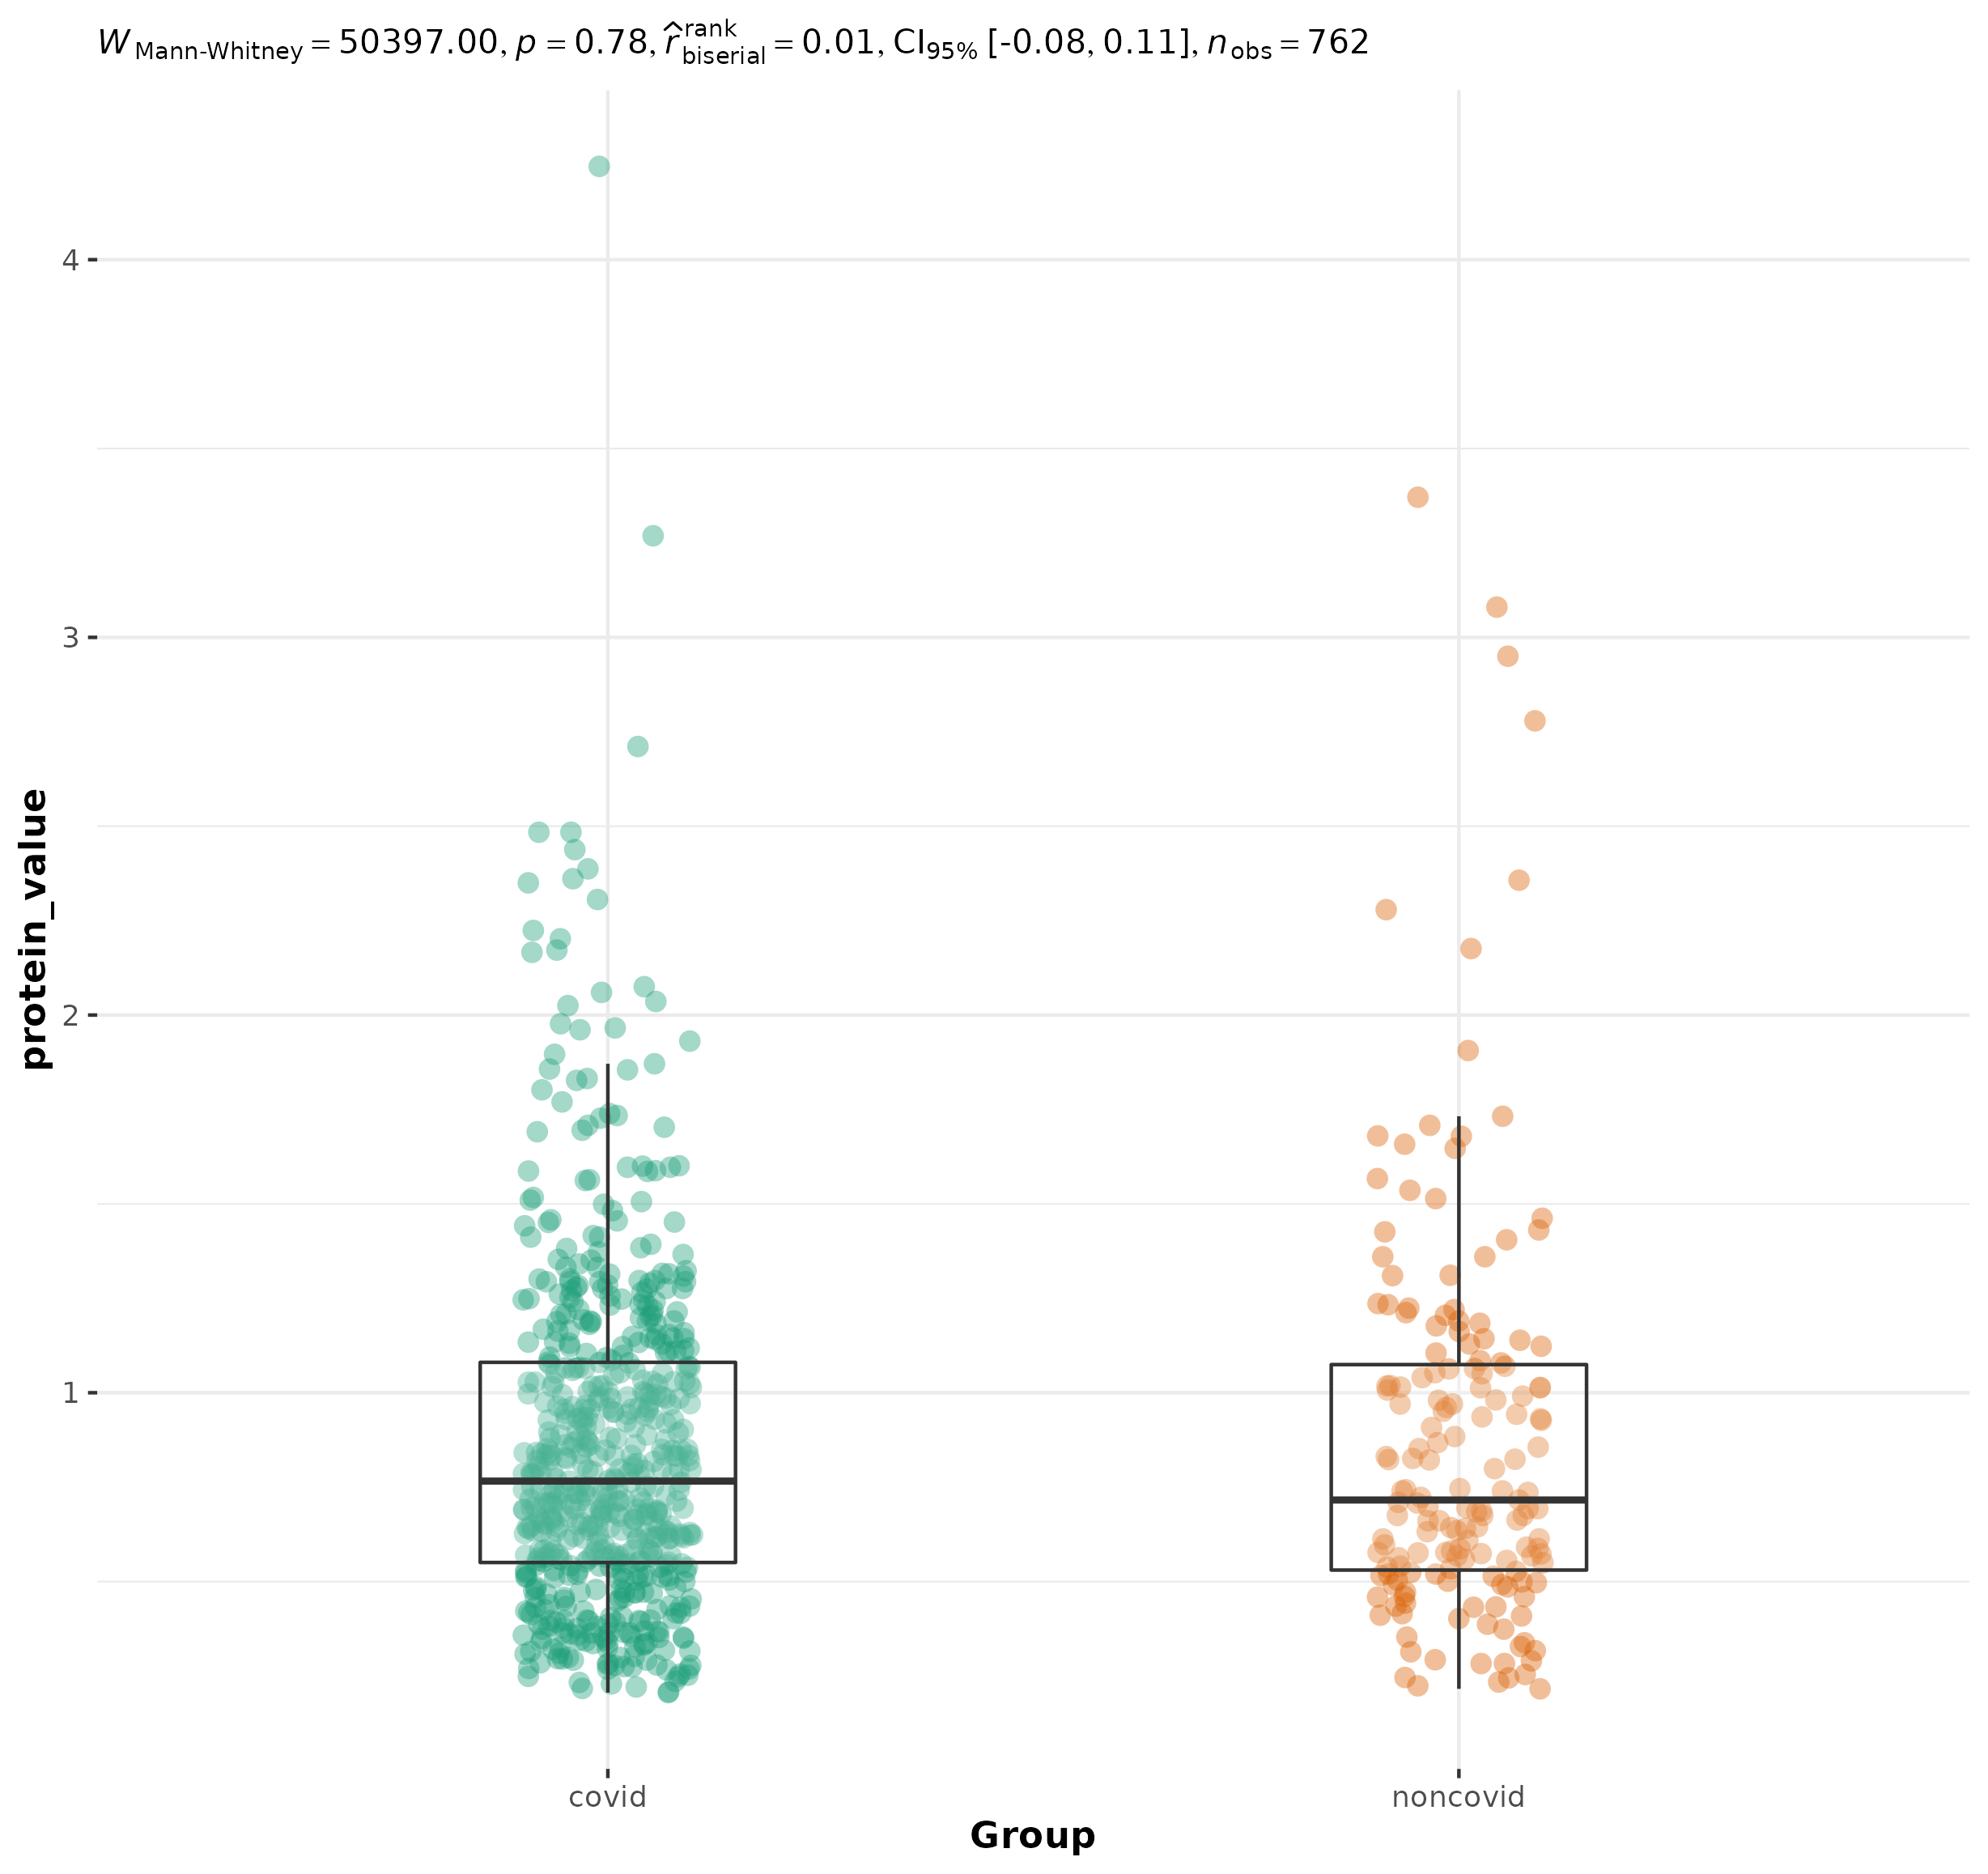 W Mann-Whitney = 50397.00, p = 0.78, r̂ rank biserial = 0.01, CI95% [-0.08, 0.11], n obs = 762
protein_value
4
3
2
1
covid noncovid
Group